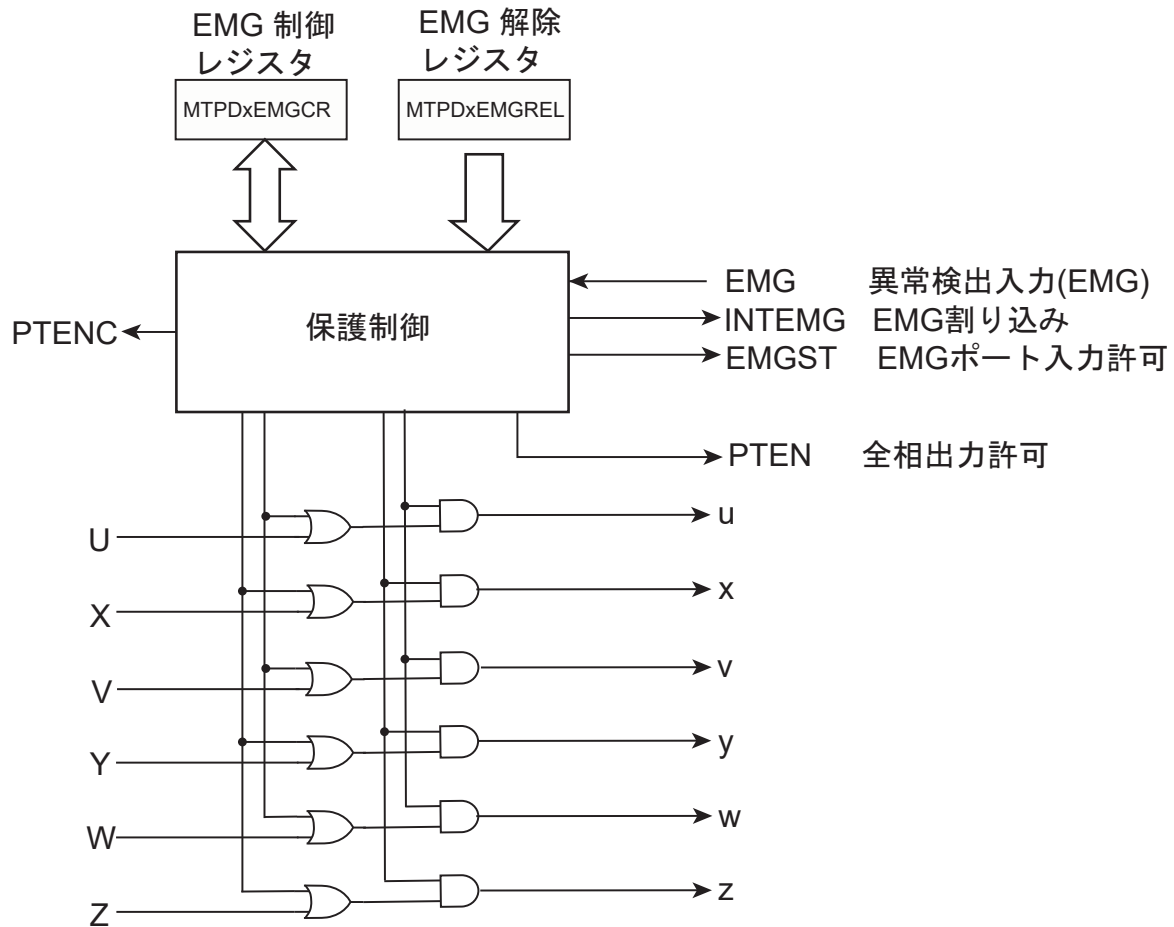 EMG 制御
レジスタ
EMG 解除
レジスタ
MTPDxEMGCR
MTPDxEMGREL
保護制御
PTENC
EMG 異常検出入力(EMG)
INTEMG EMG割り込み
EMGST EMGポート入力許可
PTEN 全相出力許可
U
u
X
x
V
v
Y
y
W
w
Z
z